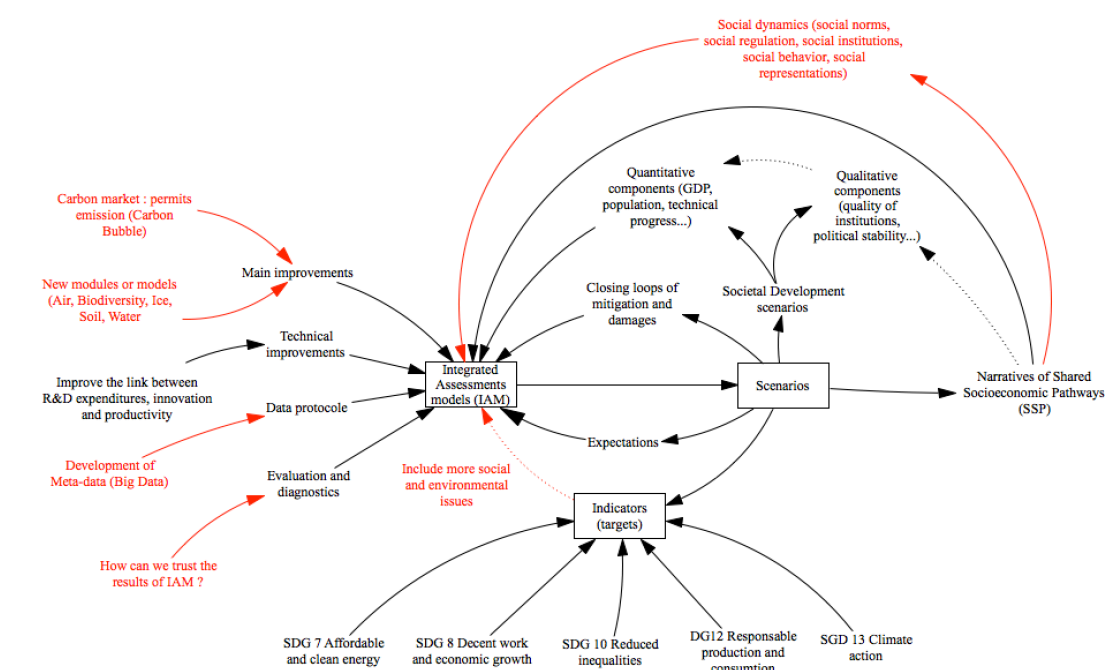 Social dynamics (social norms,
social regulation, social institutions,
social behavior, social
representations)
Quantitative
components (GDP,
population, technical
progress...)
Qualitative
components
(quality of
institutions,
political stability...)
Carbon market : permits
emission (Carbon
Bubble)
Main improvements
New modules or models
(Air, Biodiversity, Ice,
Soil, Water
Closing loops of
mitigation and
damages
Societal Development
scenarios
Technical
improvements
Integrated
Assessments
models (IAM)
Scenarios
Narratives of Shared
Socioeconomic Pathways
(SSP)
Improve the link between
R&D expenditures, innovation
and productivity
Data protocole
Expectations
Development of
Meta-data (Big Data)
Evaluation and
diagnostics
Include more social
and environmental
issues
Indicators
(targets)
How can we trust the
results of IAM ?
SDG 7 Affordable
and clean energy
SDG 8 Decent work
and economic growth
SDG 10 Reduced
inequalities
DG12 Responsable
production and
consumtion
SGD 13 Climate
action